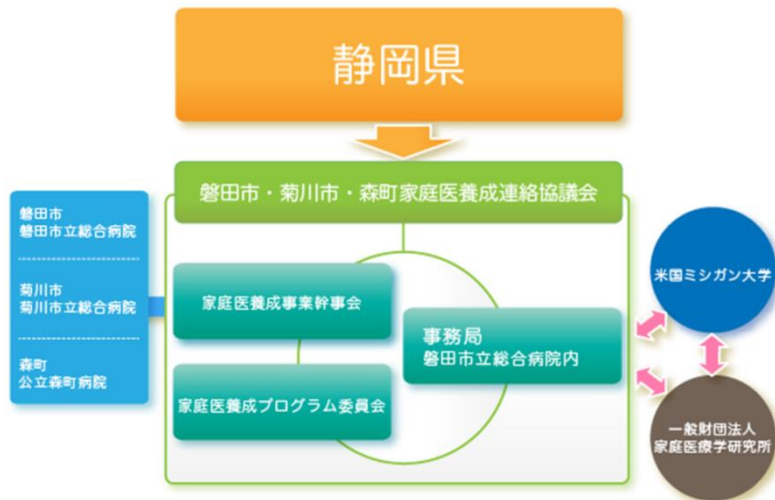 静岡県
磐田市・菊川市・森町家庭医養成連絡協議会
磐田市
磐田市立総合病院
菊川市
菊川市立総合病院
森町
公立森町病院
家庭医養成事業幹事会
家庭医養成プログラム委員会
事務局
磐田市立総合病院内
米国ミシガン大学
一般財団法人
家庭医療学研究所